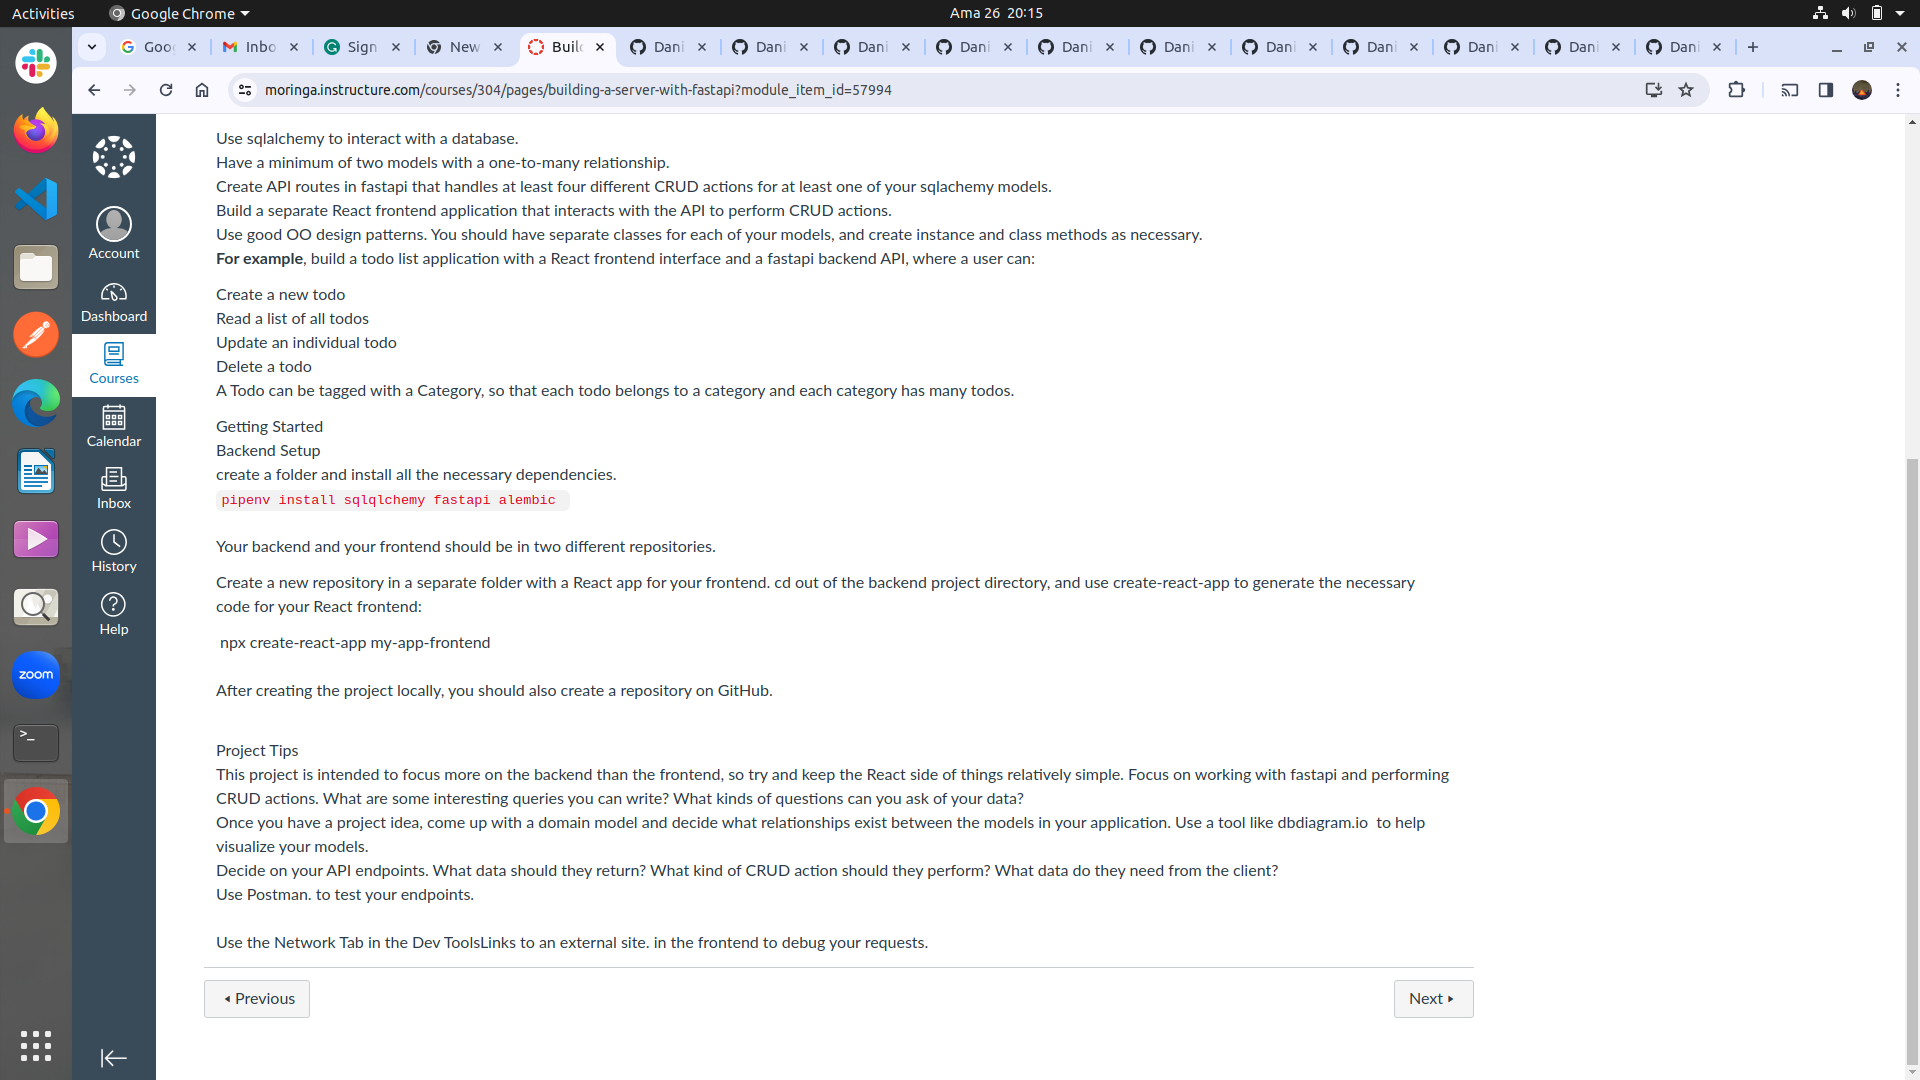 Activities
Google Chrome
Ama 26 20:15
Goo
Inbo
Sign
New
Buil
Dani
Dani
Dani
Dani
Dani
Dani
Dani
Dani
Dani
Dani
Dani
moringa.instructure.com/courses/304/pages/building-a-server-with-fastapi?module_item_id=57994
Account
Dashboard
Courses
Calendar
Inbox
History
Help
zoom
Use sqlalchemy to interact with a database.
Have a minimum of two models with a one-to-many relationship.
Create API routes in fastapi that handles at least four different CRUD actions for at least one of your sqlachemy models.
Build a separate React frontend application that interacts with the API to perform CRUD actions.
Use good OO design patterns. You should have separate classes for each of your models, and create instance and class methods as necessary.
For example, build a todo list application with a React frontend interface and a fastapi backend API, where a user can:
Create a new todo
Read a list of all todos
Update an individual todo
Delete a todo
A Todo can be tagged with a Category, so that each todo belongs to a category and each category has many todos.
Getting Started
Backend Setup
create a folder and install all the necessary dependencies.
pipenv install sqlqlchemy fastapi alembic
Your backend and your frontend should be in two different repositories.
Create a new repository in a separate folder with a React app for your frontend. cd out of the backend project directory, and use create-react-app to generate the necessary
code for your React frontend:
npx create-react-app my-app-frontend
After creating the project locally, you should also create a repository on GitHub.
Project Tips
This project is intended to focus more on the backend than the frontend, so try and keep the React side of things relatively simple. Focus on working with fastapi and performing
CRUD actions. What are some interesting queries you can write? What kinds of questions can you ask of your data?
Once you have a project idea, come up with a domain model and decide what relationships exist between the models in your application. Use a tool like dbdiagram.io to help
visualize your models.
Decide on your API endpoints. What data should they return? What kind of CRUD action should they perform? What data do they need from the client?
Use Postman. to test your endpoints.
Use the Network Tab in the Dev ToolsLinks to an external site. in the frontend to debug your requests.
Previous
Next